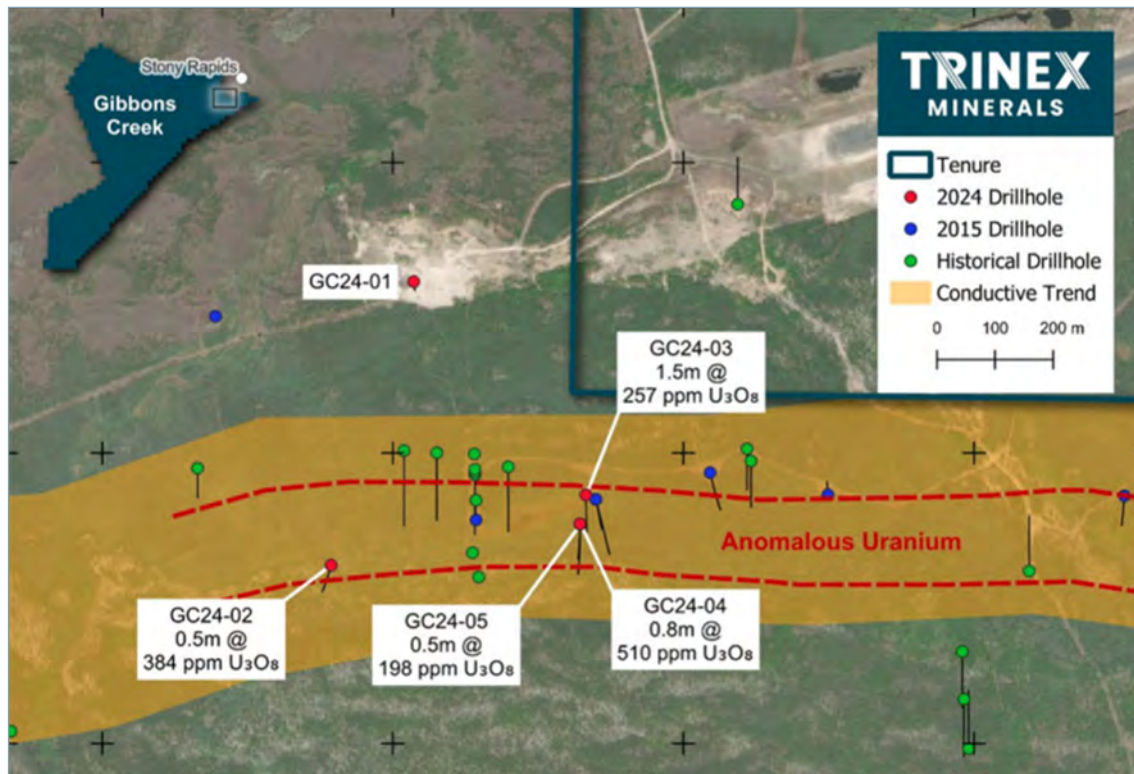 Stony Rapids
Gibbons
Creek
TRINEX
MINERALS
Tenure
2024 Drillhole
2015 Drillhole
Historical Drillhole
Conductive Trend
0 100 200 m
GC24-01
GC24-03
1.5m @
257 ppm U₃O₈
Anomalous Uranium
GC24-02
0.5m @
384 ppm U₃O₈
GC24-05
0.5m @
198 ppm U₃O₈
GC24-04
0.8m @
510 ppm U₃O₈